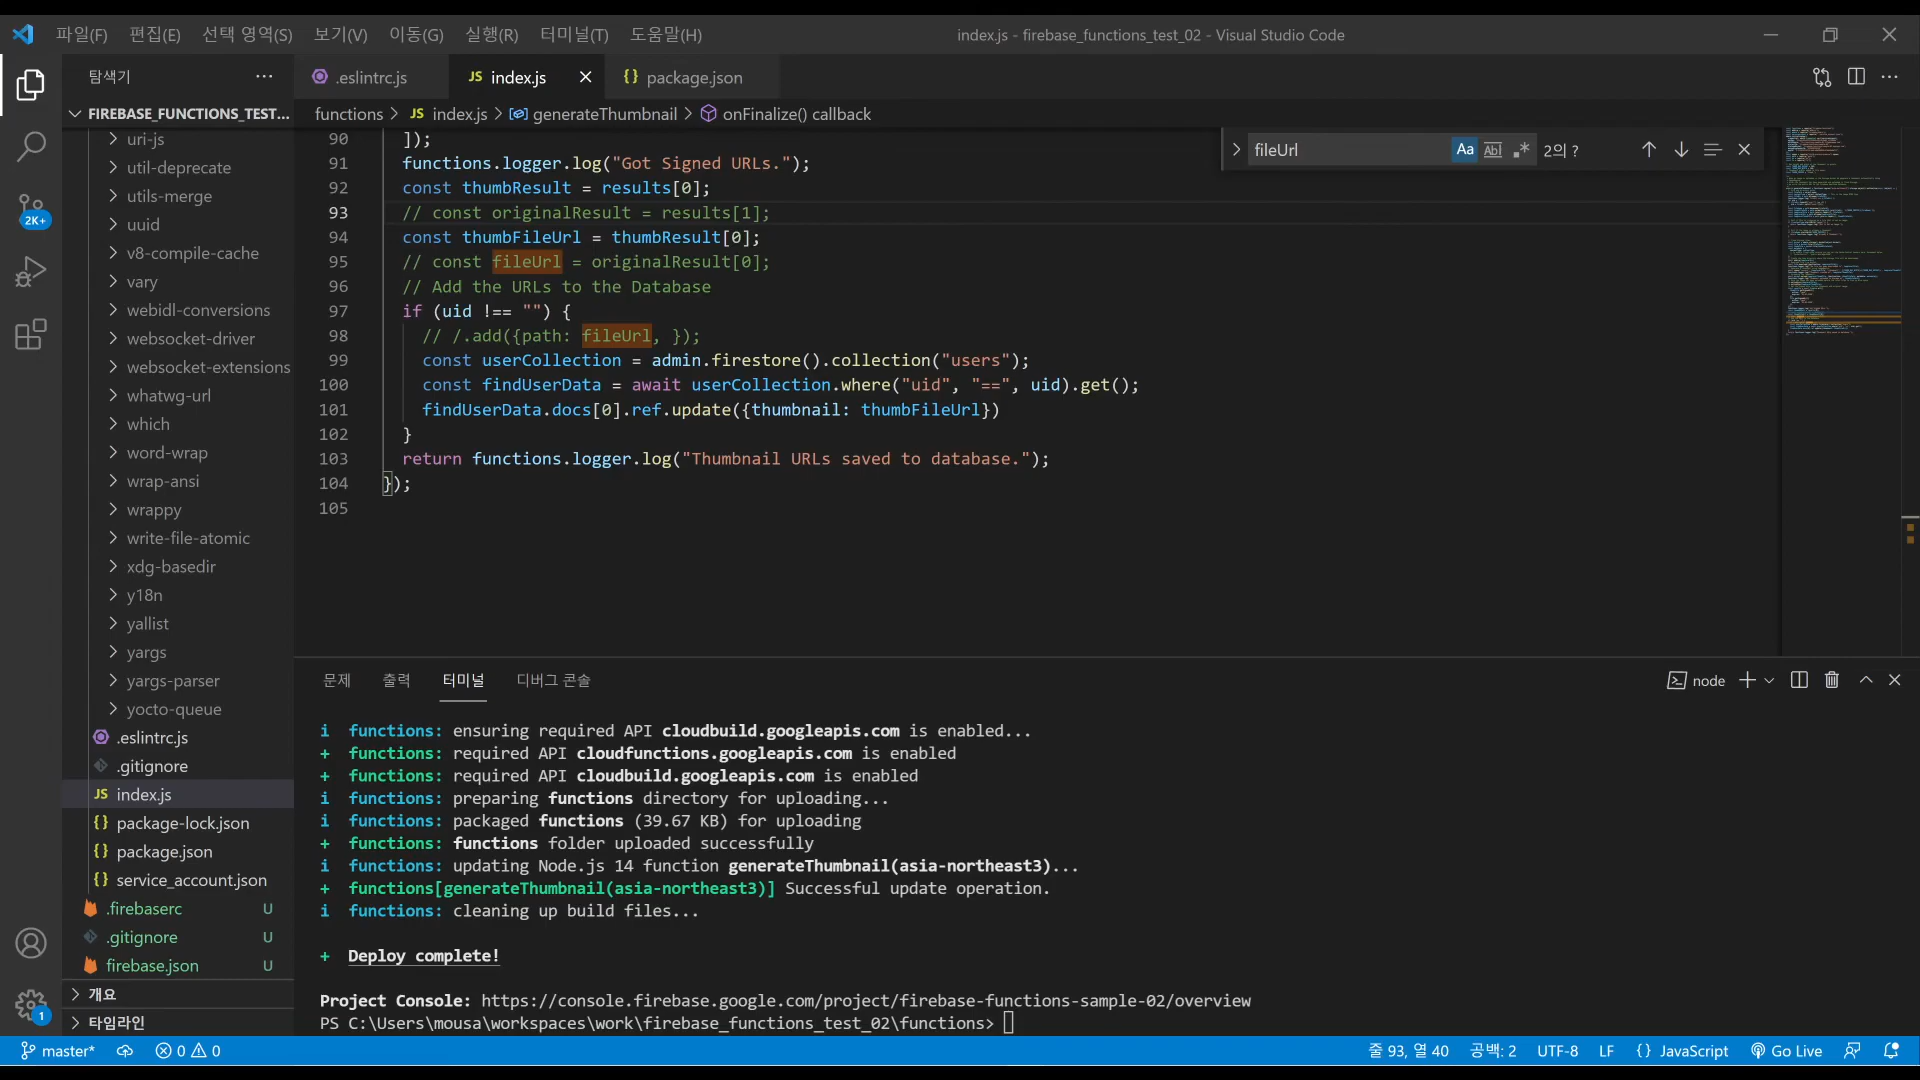 파일(F) 편집(E) 선택 영역(S) 보기(V) 이동(G) 실행(R) 터미널(T) 도움말(H) index.js - firebase_functions_test_02 - Visual Studio Code
탐색기 ···
.eslintrc.js JS index.js {} package.json
FIREBASE_FUNCTIONS_TEST...
functions > JS index.js > generateThumbnail > onFinalize() callback
uri-js
util-deprecate
utils-merge
uuid
v8-compile-cache
vary
webidl-conversions
websocket-driver
websocket-extensions
whatwg-url
which
word-wrap
wrap-ansi
wrappy
write-file-atomic
xdg-basedir
y18n
yallist
yargs
yargs-parser
yocto-queue
.eslintrc.js
.gitignore
JS index.js
{} package-lock.json
{} package.json
{} service_account.json
.firebaserc U
.gitignore U
firebase.json U
개요
타임라인
2K+
1
fileUrl Aa Abl .* 2의 ?
90 ]);
91 functions.logger.log("Got Signed URLs.");
92 const thumbResult = results[0];
93 // const originalResult = results[1];
94 const thumbFileUrl = thumbResult[0];
95 // const fileUrl = originalResult[0];
96 // Add the URLs to the Database
97 if (uid !== "") {
98 // /.add({path: fileUrl, });
99 const userCollection = admin.firestore().collection("users");
100 const findUserData = await userCollection.where("uid", "==", uid).get();
101 findUserData.docs[0].ref.update({thumbnail: thumbFileUrl})
102 }
103 return functions.logger.log("Thumbnail URLs saved to database.");
104 });
105
문제 출력 터미널 디버그 콘솔 node
i functions: ensuring required API cloudbuild.googleapis.com is enabled...
+ functions: required API cloudfunctions.googleapis.com is enabled
+ functions: required API cloudbuild.googleapis.com is enabled
i functions: preparing functions directory for uploading...
i functions: packaged functions (39.67 KB) for uploading
+ functions: functions folder uploaded successfully
i functions: updating Node.js 14 function generateThumbnail(asia-northeast3)...
+ functions[generateThumbnail(asia-northeast3)] Successful update operation.
i functions: cleaning up build files...
+ Deploy complete!
Project Console: https://console.firebase.google.com/project/firebase-functions-sample-02/overview
PS C:\Users\mousa\workspaces\work\firebase_functions_test_02\functions>
master* 0 0 줄 93, 열 40 공백: 2 UTF-8 LF {} JavaScript Go Live